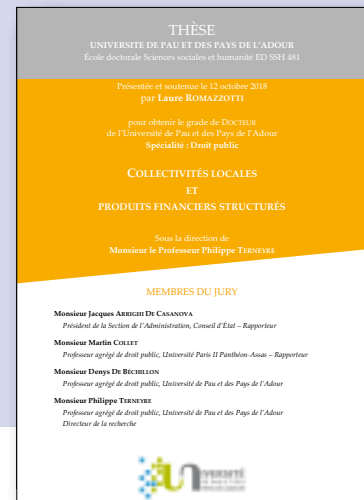 THÈSE
UNIVERSITE DE PAU ET DES PAYS DE L'ADOUR
École doctorale Sciences sociales et humanité ED SSH 481
Présentée et soutenue le 12 octobre 2018
par Laure ROMAZZOTTI
pour obtenir le grade de DOCTEUR
de l'Université de Pau et des Pays de l'Adour
Spécialité : Droit public
COLLECTIVITÉS LOCALES
ET
PRODUITS FINANCIERS STRUCTURÉS
Sous la direction de
Monsieur le Professeur Philippe TERNEYRE
MEMBRES DU JURY
Monsieur Jacques ARRIGHI DE CASANOVA
Président de la Section de l'Administration, Conseil d'État – Rapporteur
Monsieur Martin COLLET
Professeur agrégé de droit public, Université Paris II Panthéon-Assas – Rapporteur
Monsieur Denys DE BÉCHILLON
Professeur agrégé de droit public, Université de Pau et des Pays de l'Adour
Monsieur Philippe TERNEYRE
Professeur agrégé de droit public, Université de Pau et des Pays de l'Adour
Directeur de la recherche
UNIVERSITÉ